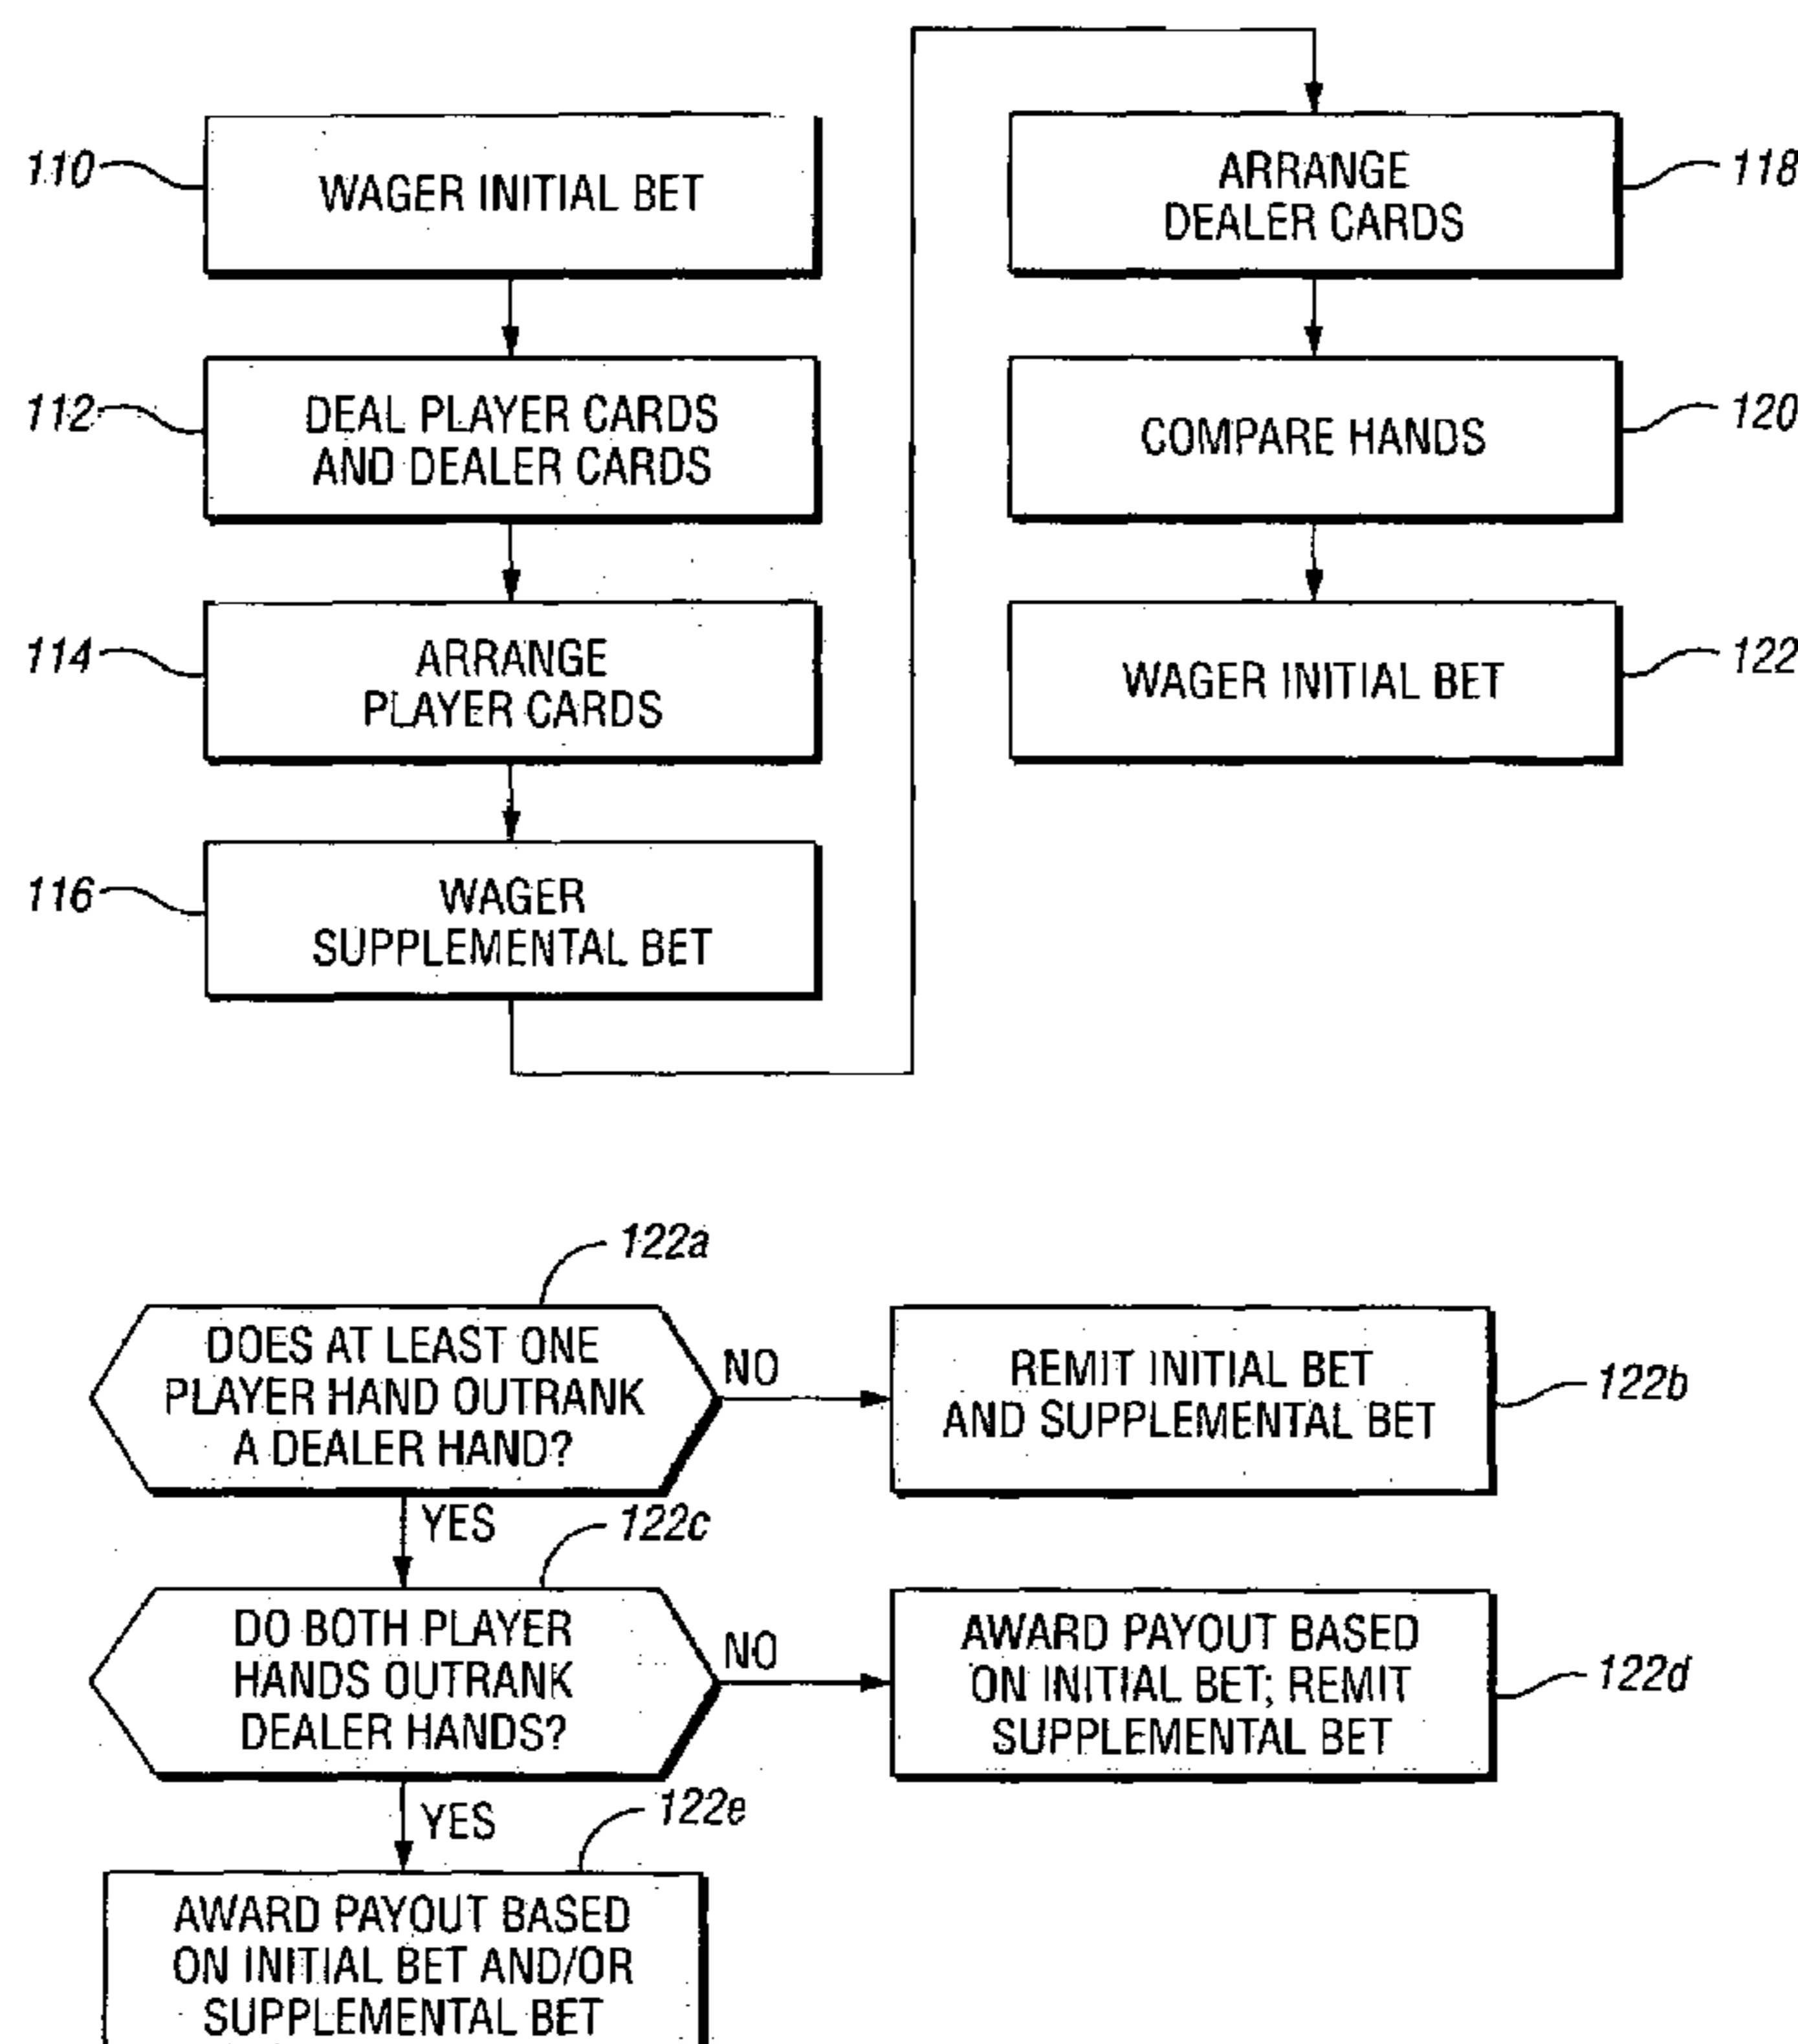 110
WAGER INITIAL BET
112
DEAL PLAYER CARDS
AND DEALER CARDS
114
ARRANGE
PLAYER CARDS
116
WAGER
SUPPLEMENTAL BET
ARRANGE
DEALER CARDS
118
COMPARE HANDS
120
WAGER INITIAL BET
122
122a
DOES AT LEAST ONE
PLAYER HAND OUTRANK
A DEALER HAND?
NO
REMIT INITIAL BET
AND SUPPLEMENTAL BET
122b
YES
122c
DO BOTH PLAYER
HANDS OUTRANK
DEALER HANDS?
NO
AWARD PAYOUT BASED
ON INITIAL BET; REMIT
SUPPLEMENTAL BET
122d
YES
122e
AWARD PAYOUT BASED
ON INITIAL BET AND/OR
SUPPLEMENTAL BET